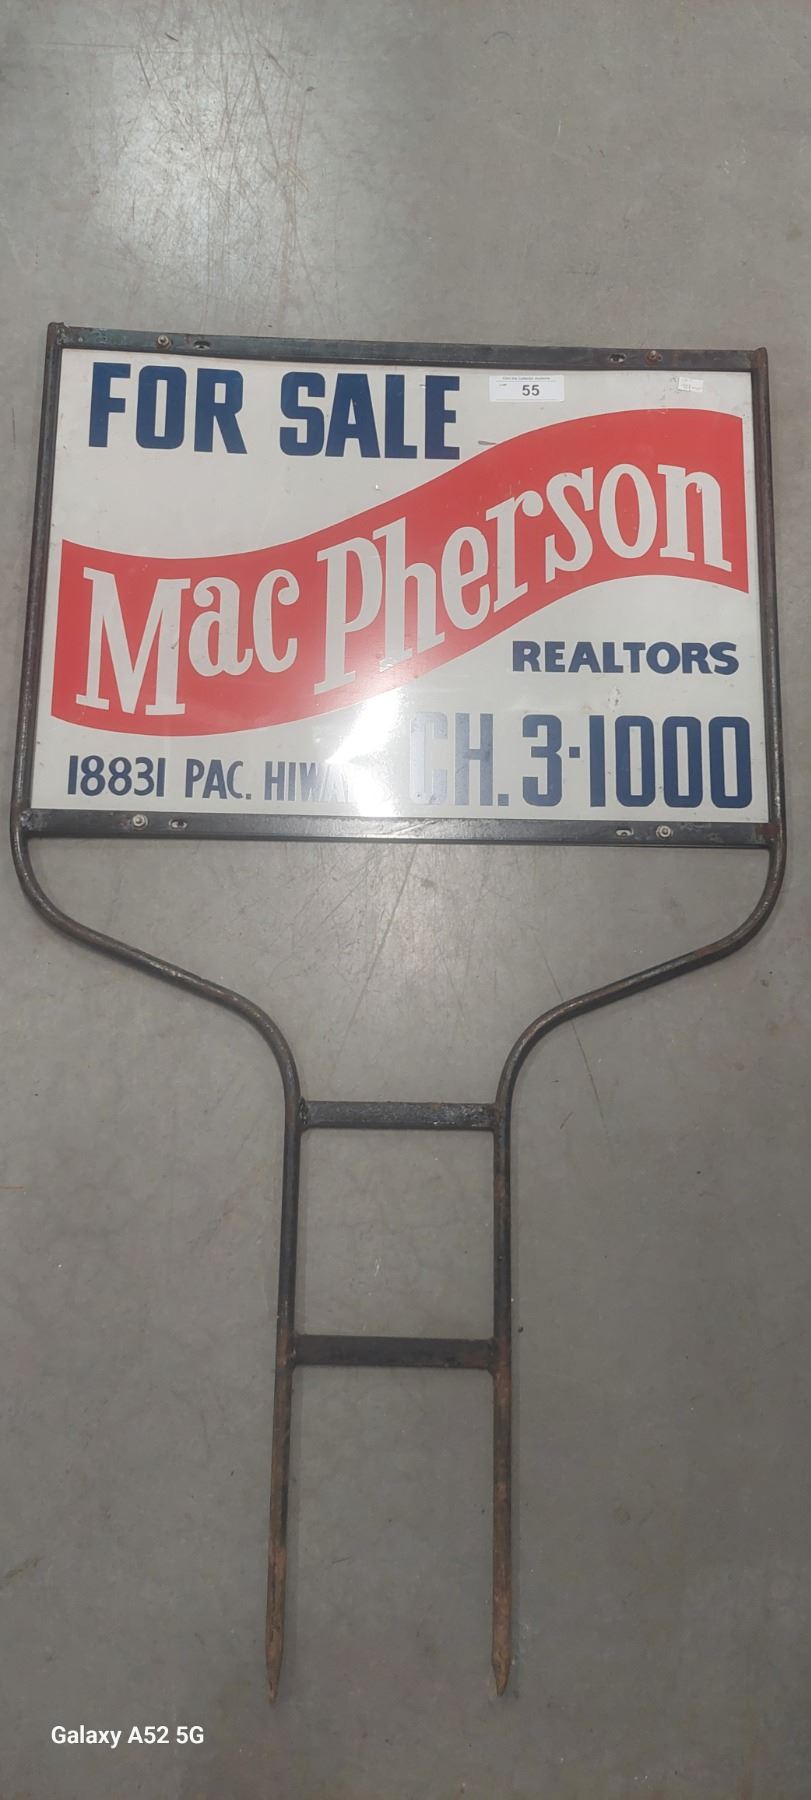 FOR SALE
55
Mac Pherson
REALTORS
18831 PAC. HIWAY S.
CH. 3-1000
Galaxy A52 5G